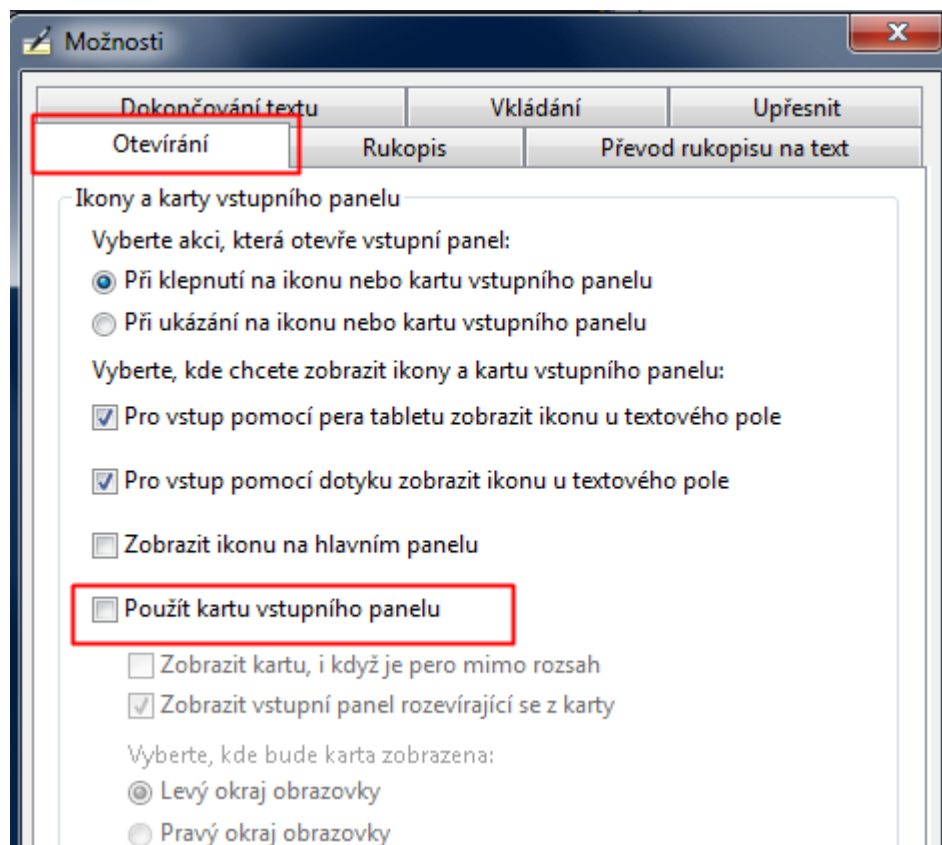 Možnosti
Dokončování textu Vkládání Upřesnit
Otevírání Rukopis Převod rukopisu na text
Ikony a karty vstupního panelu
Vyberte akci, která otevře vstupní panel:
Při klepnutí na ikonu nebo kartu vstupního panelu
Při ukázání na ikonu nebo kartu vstupního panelu
Vyberte, kde chcete zobrazit ikony a kartu vstupního panelu:
Pro vstup pomocí pera tabletu zobrazit ikonu u textového pole
Pro vstup pomocí dotyku zobrazit ikonu u textového pole
Zobrazit ikonu na hlavním panelu
Použít kartu vstupního panelu
Zobrazit kartu, i když je pero mimo rozsah
Zobrazit vstupní panel rozevírající se z karty
Vyberte, kde bude karta zobrazena:
Levý okraj obrazovky
Pravý okraj obrazovky